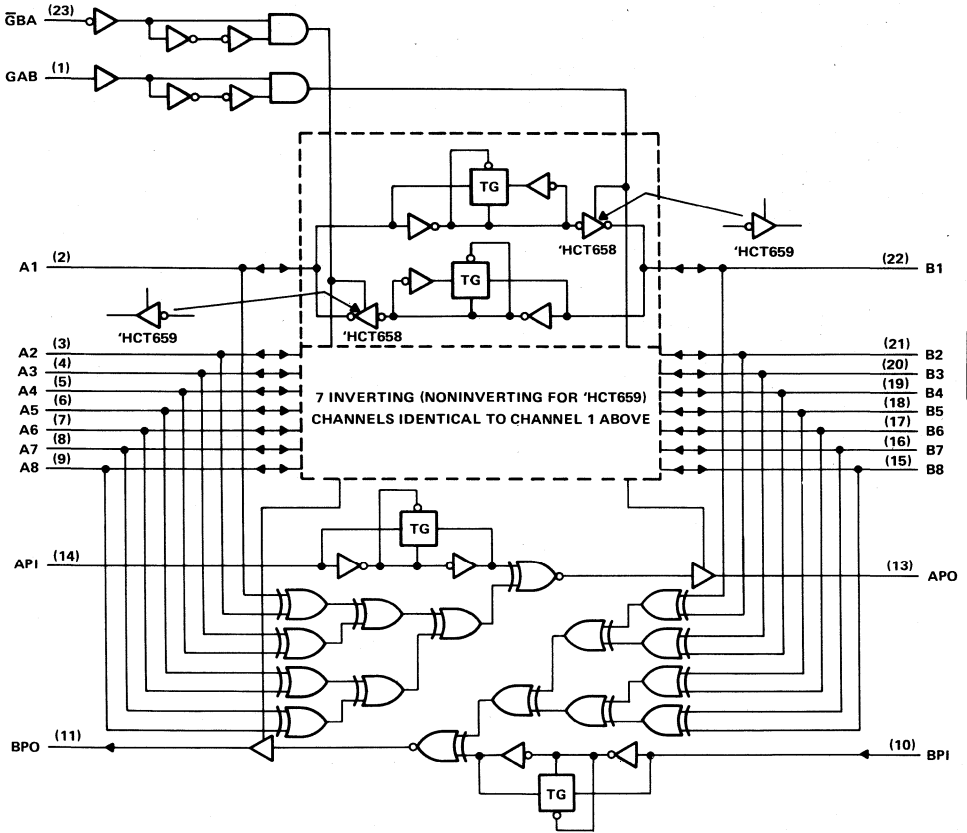 G̅BA (23)
GAB (1)
TG
'HCT658
'HCT659
A1 (2)
(22) B1
TG
'HCT659
'HCT658
A2 (3)
(21) B2
A3 (4)
(20) B3
A4 (5)
(19) B4
A5 (6)
(18) B5
A6 (7)
(17) B6
A7 (8)
(16) B7
A8 (9)
(15) B8
7 INVERTING (NONINVERTING FOR 'HCT659)
CHANNELS IDENTICAL TO CHANNEL 1 ABOVE
TG
API (14)
(13) APO
BPO (11)
(10) BPI
TG